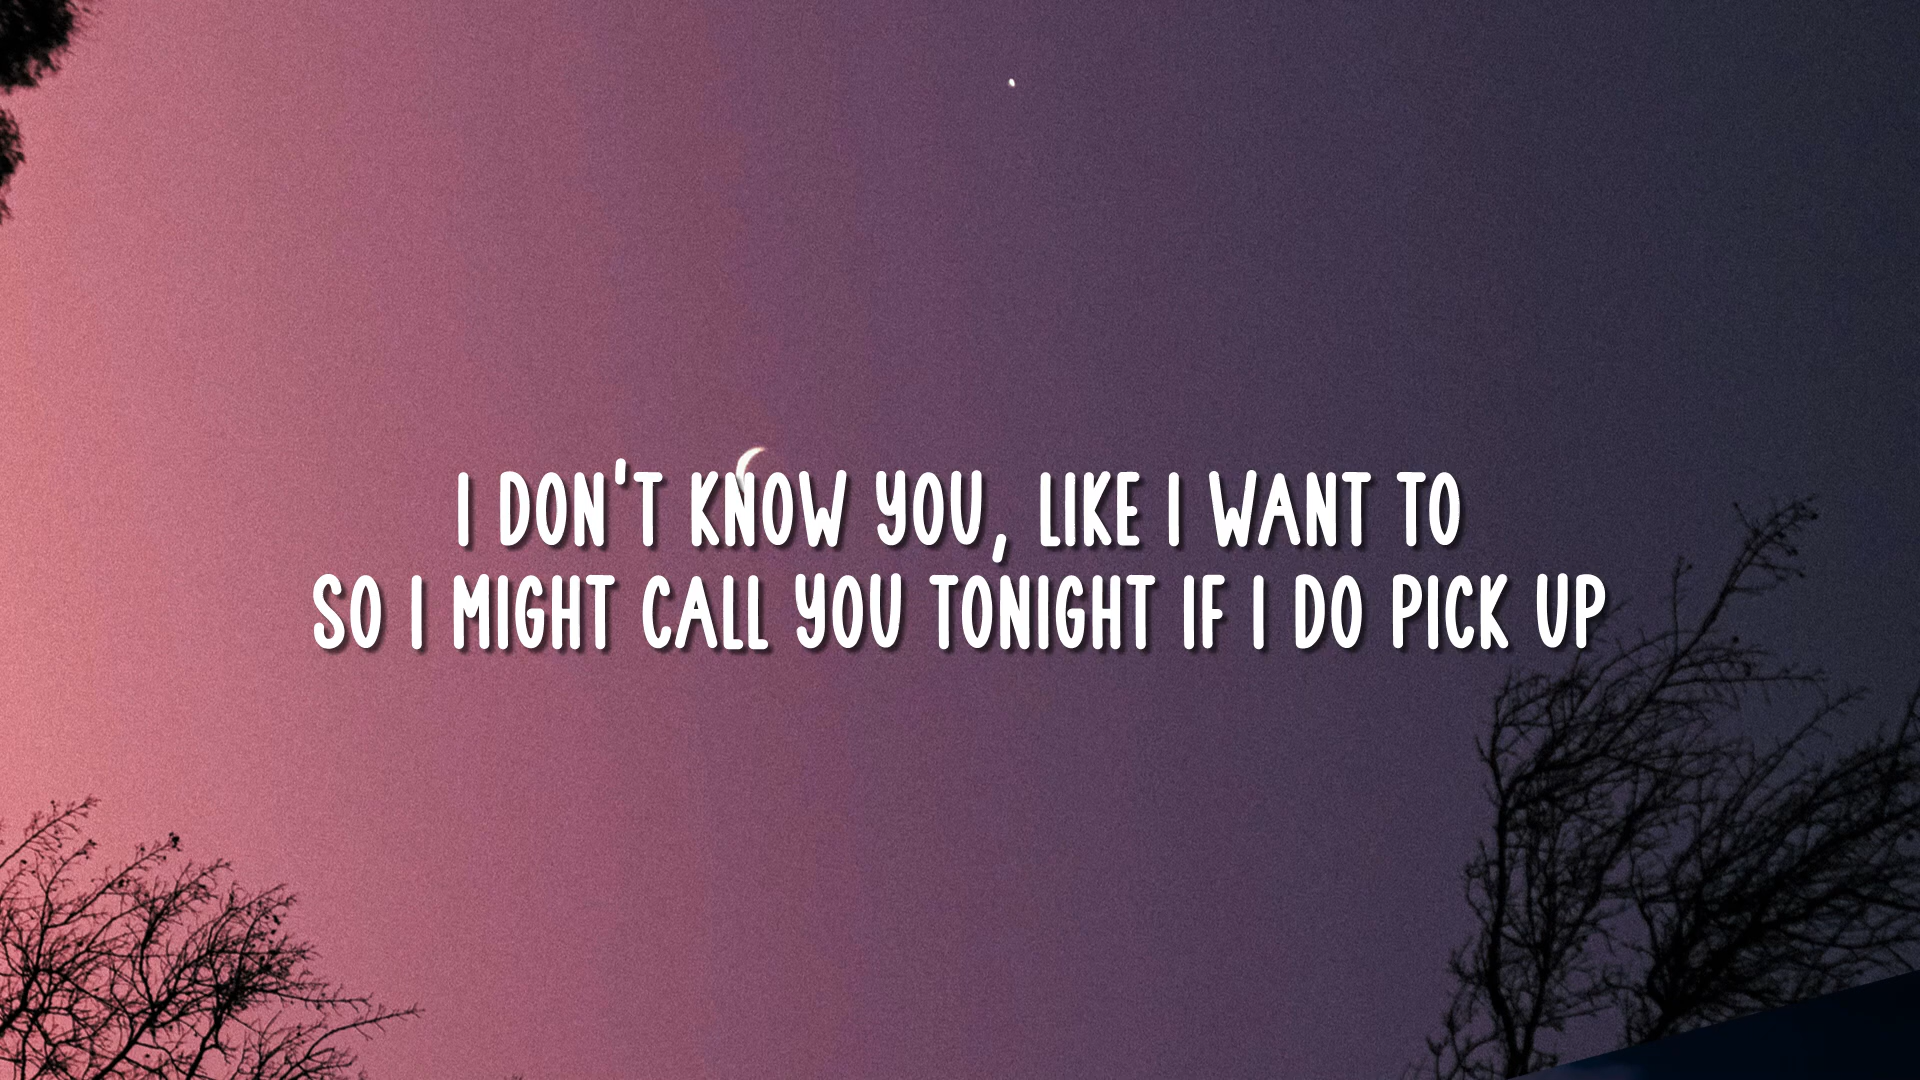 I DON'T KNOW YOU, LIKE I WANT TO
SO I MIGHT CALL YOU TONIGHT IF I DO PICK UP